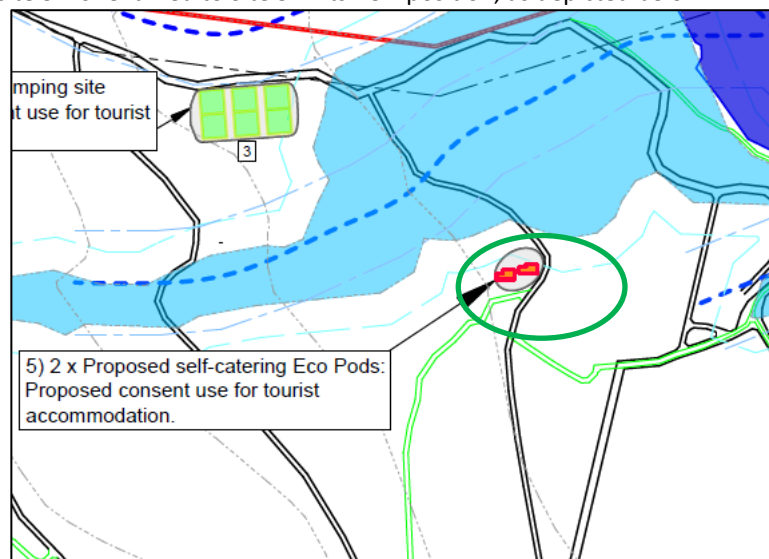 mping site
nt use for tourist
3
5) 2 x Proposed self-catering Eco Pods:
Proposed consent use for tourist
accommodation.